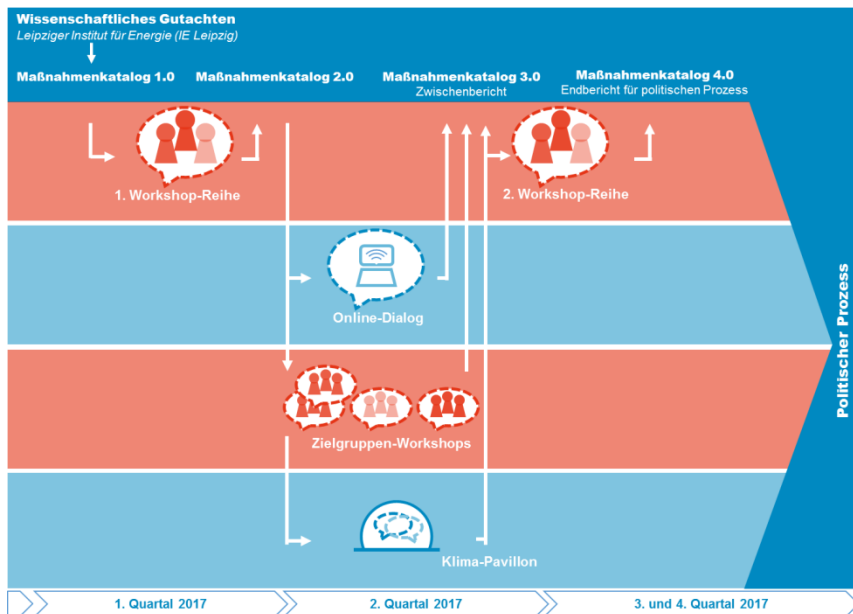 Wissenschaftliches Gutachten
Leipziger Institut für Energie (IE Leipzig)
Maßnahmenkatalog 1.0
Maßnahmenkatalog 2.0
Maßnahmenkatalog 3.0
Zwischenbericht
Maßnahmenkatalog 4.0
Endbericht für politischen Prozess
1. Workshop-Reihe
2. Workshop-Reihe
Online-Dialog
Zielgruppen-Workshops
Klima-Pavillon
Politischer Prozess
1. Quartal 2017
2. Quartal 2017
3. und 4. Quartal 2017